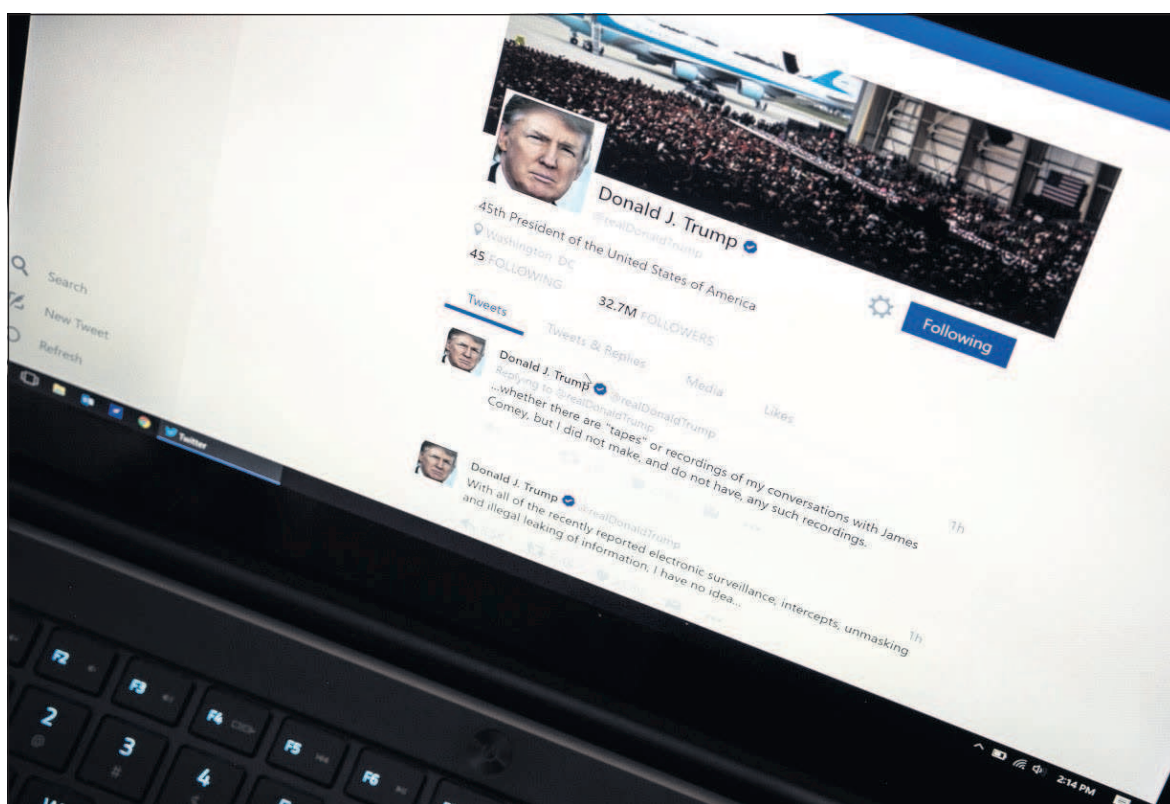 Donald J. Trump
@realDonaldTrump
45th President of the United States of America
Washington, DC
45 FOLLOWING
32.7M FOLLOWERS
Following
Tweets
Tweets & Replies
Media
Likes
Donald J. Trump @realDonaldTrump
1h
Replying to @realDonaldTrump
...whether there are "tapes" or recordings of my conversations with James
Comey, but I did not make, and do not have, any such recordings.
Donald J. Trump @realDonaldTrump
1h
With all of the recently reported electronic surveillance, intercepts, unmasking
and illegal leaking of information, I have no idea...
Search
New Tweet
Refresh
Twitter
2:14 PM
F2
F3
F4
F5
F6
2
3
#
4